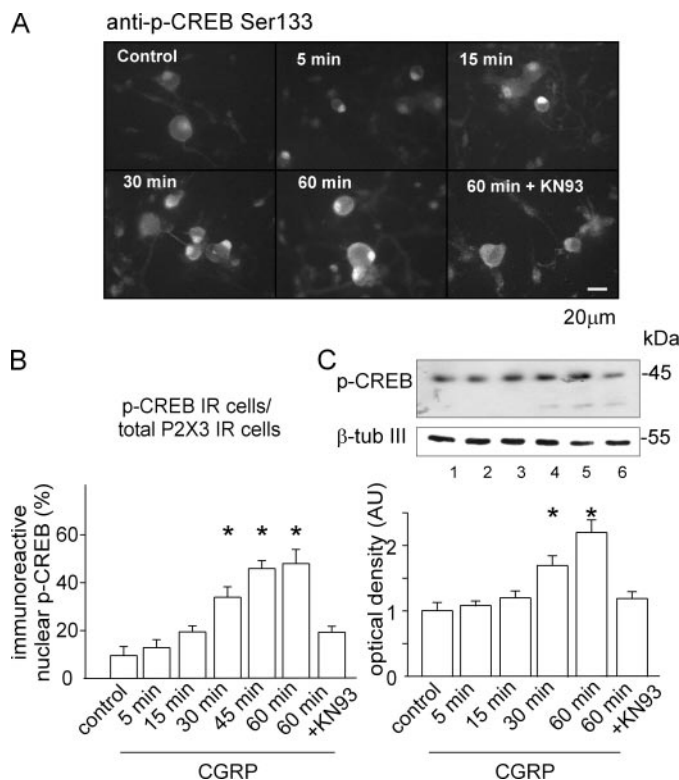 A
anti-p-CREB Ser133
Control
5 min
15 min
30 min
60 min
60 min + KN93
20μm
B
p-CREB IR cells/
total P2X3 IR cells
immunoreactive
nuclear p-CREB (%)
60
40
20
0
* * *
control
5 min
15 min
30 min
45 min
60 min
60 min
+KN93
CGRP
C
kDa
p-CREB
-45
β-tub III
-55
1 2 3 4 5 6
optical density (AU)
2
1
0
* *
control
5 min
15 min
30 min
60 min
60 min
+KN93
CGRP